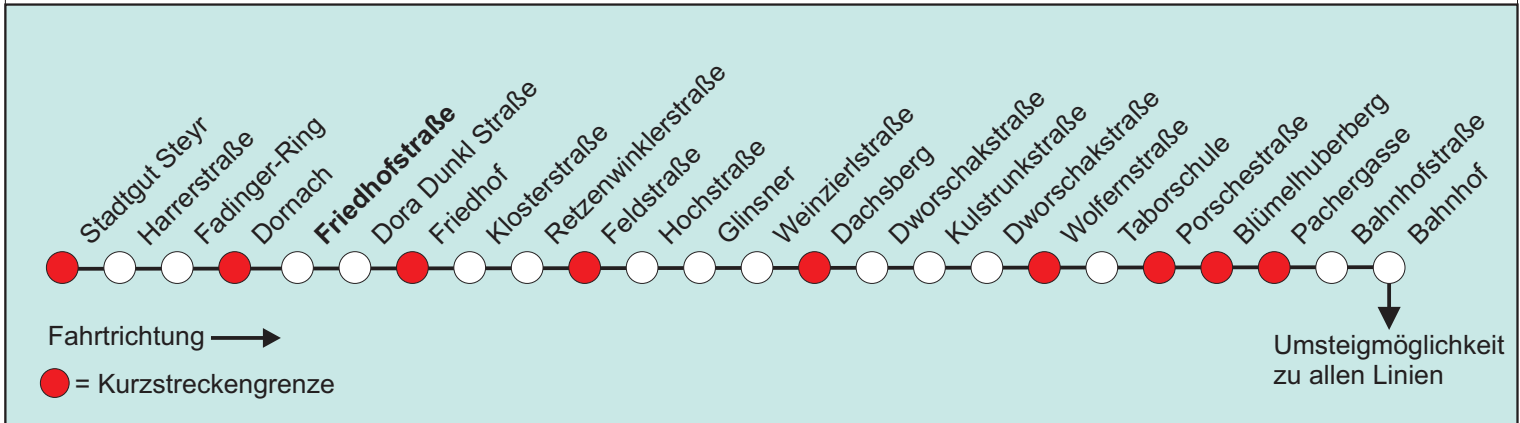 Stadtgut Steyr
Harrerstraße
Fadinger-Ring
Dornach
Friedhofstraße
Dora Dunkl Straße
Friedhof
Klosterstraße
Retzenwinklerstraße
Feldstraße
Hochstraße
Glinsner
Weinzierlstraße
Dachsberg
Dworschakstraße
Kulstrunkstraße
Dworschakstraße
Wolfernstraße
Taborschule
Porschestraße
Blümelhuberberg
Pachergasse
Bahnhofstraße
Bahnhof
Fahrtrichtung
= Kurzstreckengrenze
Umsteigmöglichkeit
zu allen Linien